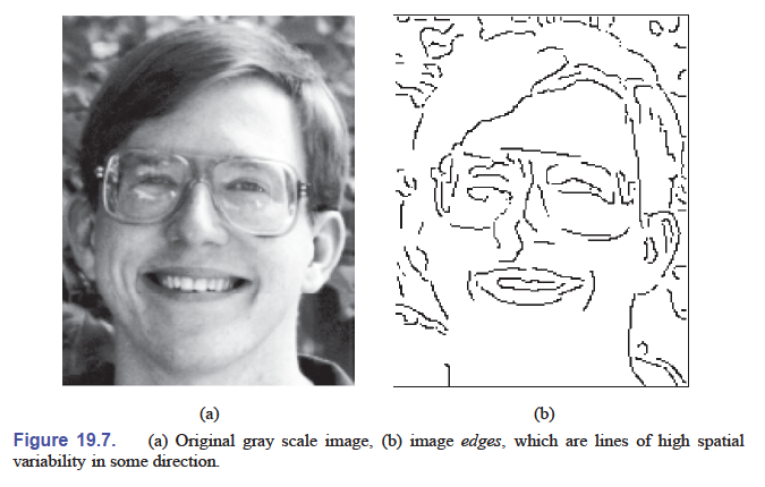 (a)
(b)
Figure 19.7. (a) Original gray scale image, (b) image edges, which are lines of high spatial
variability in some direction.